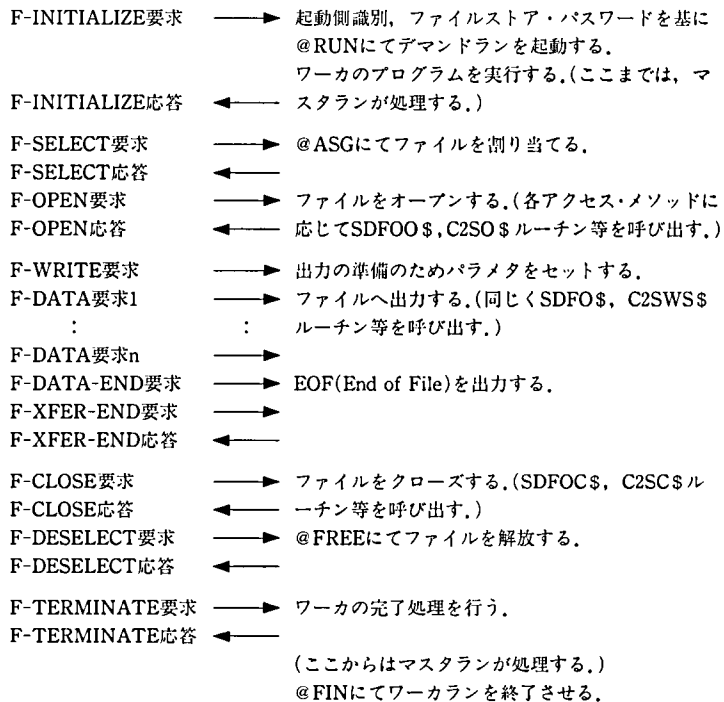 F-INITIALIZE要求 ──► 起動側識別，ファイルストア・パスワードを基に
@RUNにてデマンドランを起動する．
ワーカのプログラムを実行する．(ここまでは，マ
F-INITIALIZE応答 ◄── スタランが処理する．)
F-SELECT要求 ──► @ASGにてファイルを割り当てる．
F-SELECT応答 ◄──
F-OPEN要求 ──► ファイルをオープンする．(各アクセス・メソッドに
F-OPEN応答 ◄── 応じてSDFOO$，C2SO$ルーチン等を呼び出す．)
F-WRITE要求 ──► 出力の準備のためパラメタをセットする．
F-DATA要求1 ──► ファイルへ出力する．(同じくSDFO$，C2SWS$
： ： ルーチン等を呼び出す．)
F-DATA要求n ──►
F-DATA-END要求 ──► EOF(End of File)を出力する．
F-XFER-END要求 ──►
F-XFER-END応答 ◄──
F-CLOSE要求 ──► ファイルをクローズする．(SDFOC$，C2SC$ル
F-CLOSE応答 ◄── ーチン等を呼び出す．)
F-DESELECT要求 ──► @FREEにてファイルを解放する．
F-DESELECT応答 ◄──
F-TERMINATE要求 ──► ワーカの完了処理を行う．
F-TERMINATE応答 ◄──
(ここからはマスタランが処理する．)
@FINにてワーカランを終了させる．